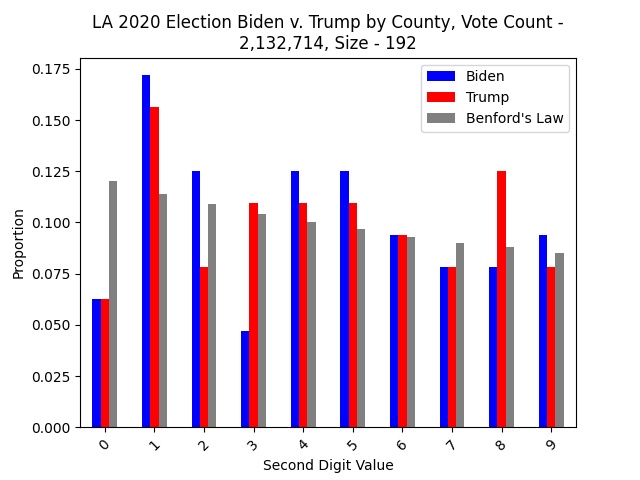 LA 2020 Election Biden v. Trump by County, Vote Count -
2,132,714, Size - 192
Biden
Trump
Benford's Law
Proportion
0.175
0.150
0.125
0.100
0.075
0.050
0.025
0.000
0 1 2 3 4 5 6 7 8 9
Second Digit Value